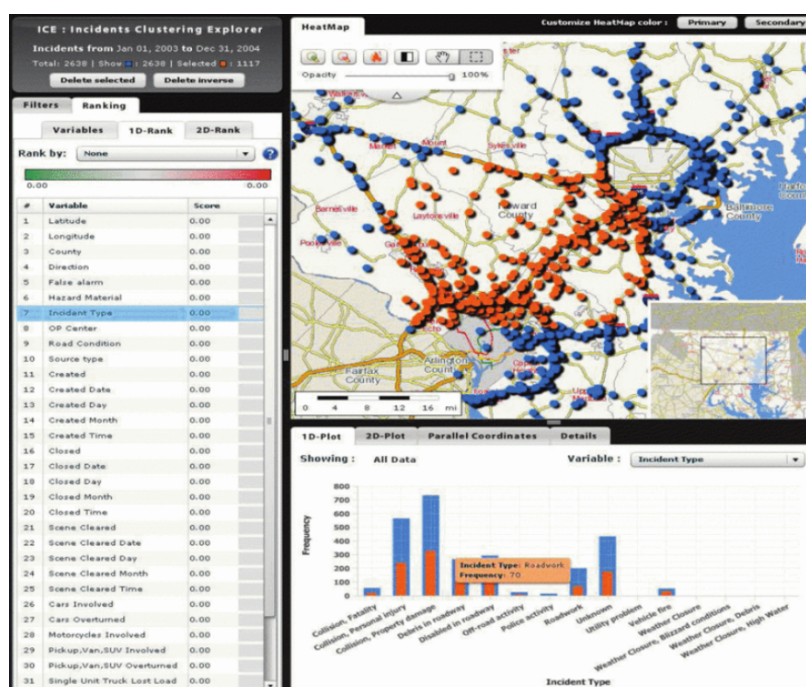 ICE : Incidents Clustering Explorer
Incidents from Jan 01, 2003 to Dec 31, 2004
Total: 2638 | Show : 2638 | Selected : 1117
Delete selected
Delete inverse
Filters
Ranking
Variables
1D-Rank
2D-Rank
Rank by:
None
?
0.00
0.00
# Variable Score
1 Latitude 0.00
2 Longitude 0.00
3 County 0.00
4 Direction 0.00
5 False alarm 0.00
6 Hazard Material 0.00
7 Incident Type 0.00
8 OP Center 0.00
9 Road Condition 0.00
10 Source type 0.00
11 Created 0.00
12 Created Date 0.00
13 Created Day 0.00
14 Created Month 0.00
15 Created Time 0.00
16 Closed 0.00
17 Closed Date 0.00
18 Closed Day 0.00
19 Closed Month 0.00
20 Closed Time 0.00
21 Scene Cleared 0.00
22 Scene Cleared Date 0.00
23 Scene Cleared Day 0.00
24 Scene Cleared Month 0.00
25 Scene Cleared Time 0.00
26 Cars Involved 0.00
27 Cars Overturned 0.00
28 Motorcycles Involved 0.00
29 Pickup,Van,SUV Involved 0.00
30 Pickup,Van,SUV Overturned 0.00
31 Single Unit Truck Lost Load 0.00
HeatMap
Customize HeatMap color :
Primary
Secondary
Opacity
100%
Mount
Sykesville
Barnesville
Laytonsville
Howard
County
Baltimore
County
Echo
Arlington
Fairfax
County
0 4 8 12 16 mi
1D-Plot
2D-Plot
Parallel Coordinates
Details
Showing : All Data
Variable :
Incident Type
Frequency
800
700
600
500
400
300
200
100
0
Incident Type: Roadwork
Frequency: 70
Collision, Fatality
Collision, Personal injury
Collision, Property damage
Debris in roadway
Disabled in roadway
Off-road activity
Police activity
Roadwork
Unknown
Utility problem
Vehicle fire
Weather Closure
Weather Closure, Blizzard conditions
Weather Closure, Debris
Weather Closure, High Water
Incident Type